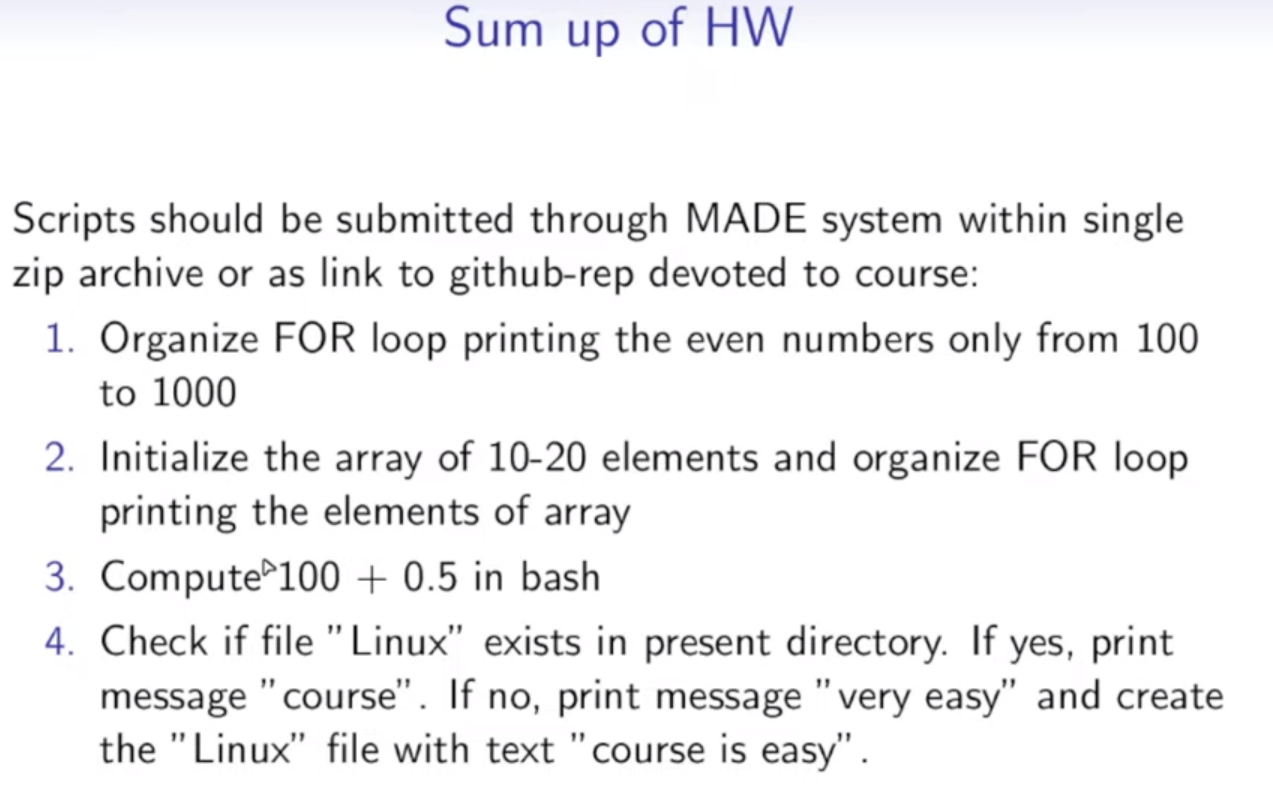 Sum up of HW
Scripts should be submitted through MADE system within single
zip archive or as link to github-rep devoted to course:
1. Organize FOR loop printing the even numbers only from 100
to 1000
2. Initialize the array of 10-20 elements and organize FOR loop
printing the elements of array
3. Compute 100 + 0.5 in bash
4. Check if file "Linux" exists in present directory. If yes, print
message "course". If no, print message "very easy" and create
the "Linux" file with text "course is easy".